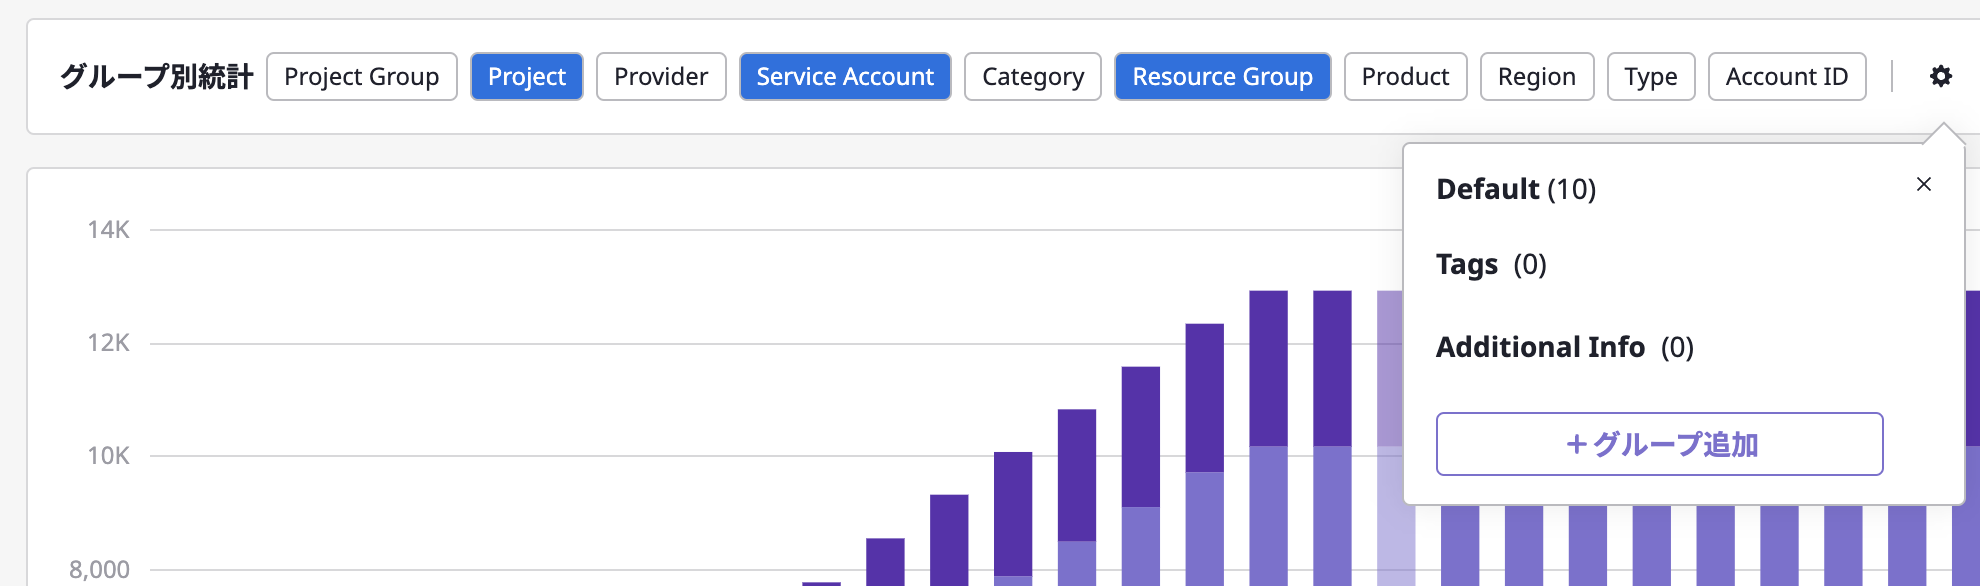 グループ別統計 Project Group Project Provider Service Account Category Resource Group Product Region Type Account ID
Default (10)
Tags (0)
Additional Info (0)
+ グループ追加
14K
12K
10K
8,000